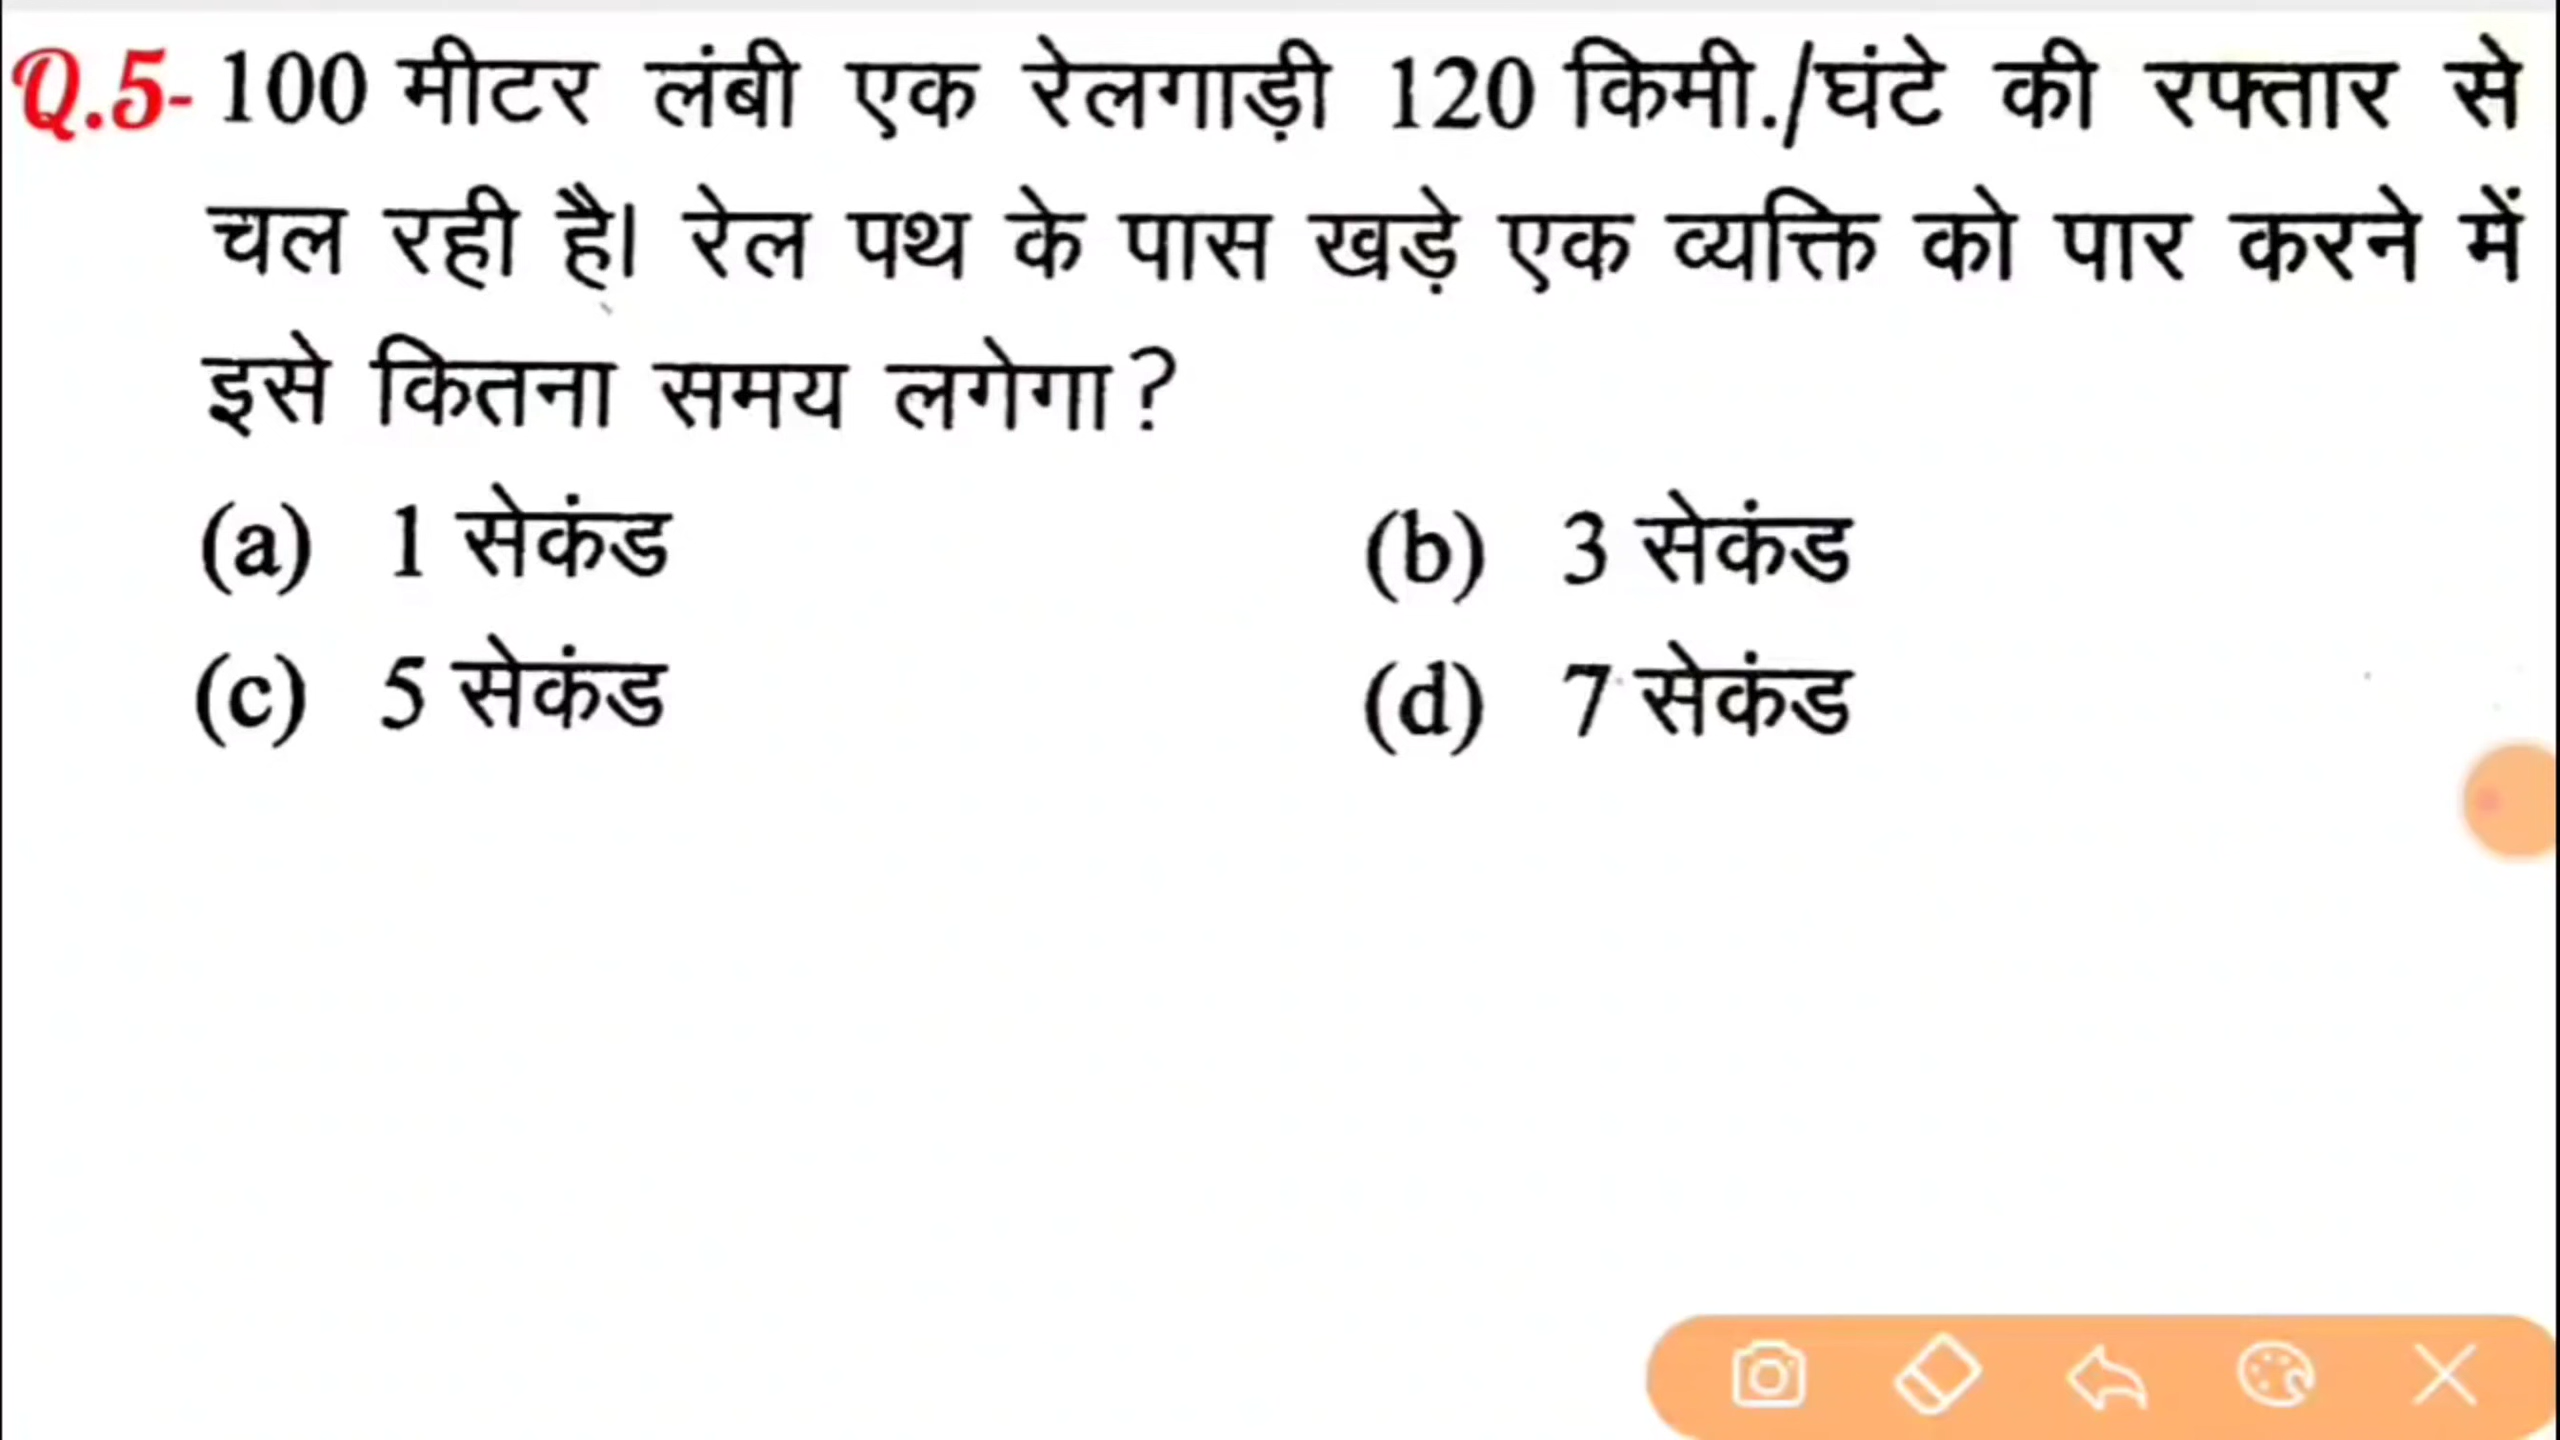 Q.5- 100 मीटर लंबी एक रेलगाड़ी 120 किमी./घंटे की रफ्तार से
चल रही है। रेल पथ के पास खड़े एक व्यक्ति को पार करने में
इसे कितना समय लगेगा?
(a) 1 सेकंड (b) 3 सेकंड
(c) 5 सेकंड (d) 7 सेकंड